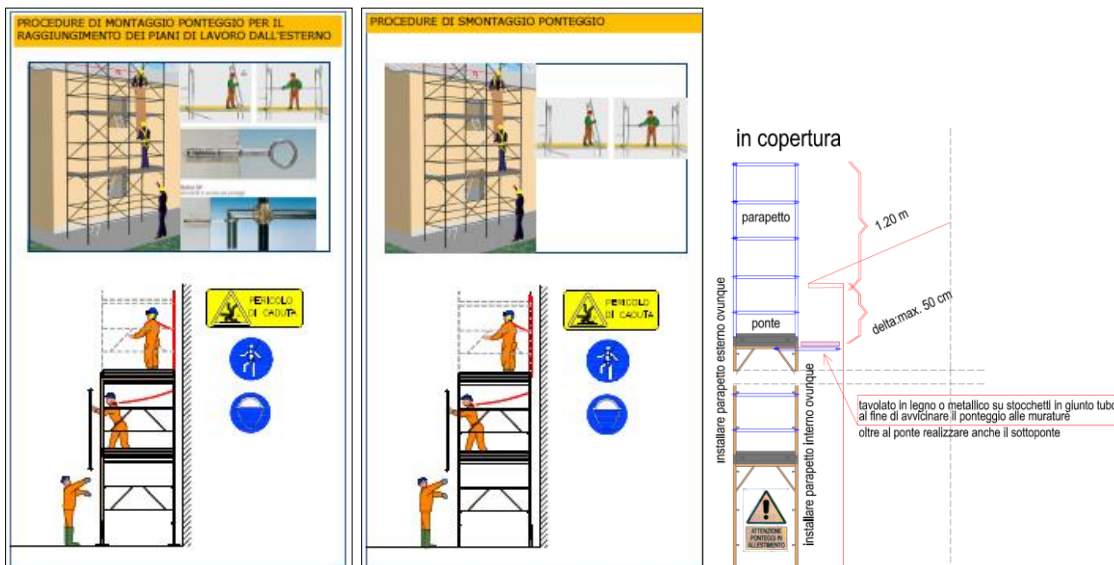 PROCEDURE DI MONTAGGIO PONTEGGIO PER IL
RAGGIUNGIMENTO DEI PIANI DI LAVORO DALL'ESTERNO
PERICOLO
DI CADUTA
PROCEDURE DI SMONTAGGIO PONTEGGIO
PERICOLO
DI CADUTA
in copertura
parapetto
1.20 m
ponte
delta:max. 50 cm
installare parapetto esterno ovunque
installare parapetto interno ovunque
tavolato in legno o metallico su stocchetti in giunto tubo
al fine di avvicinare il ponteggio alle murature
oltre al ponte realizzare anche il sottoponte
ATTENZIONE
PONTEGGI IN
ALLESTIMENTO